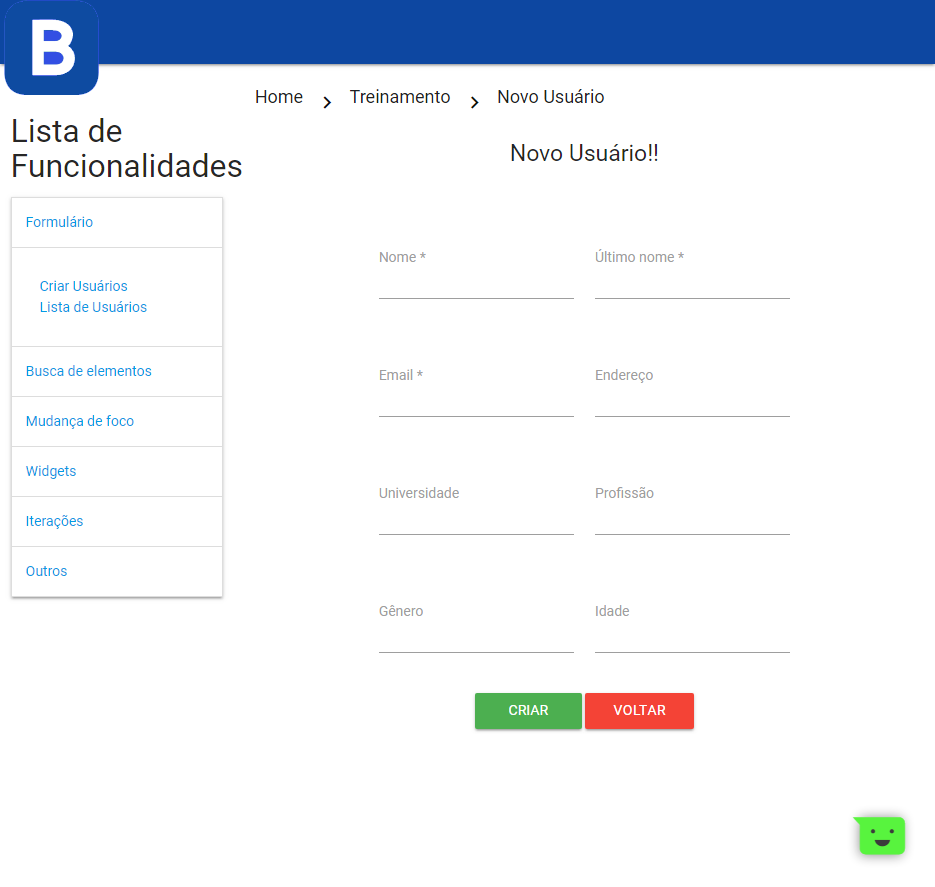 B
Home
Treinamento
Novo Usuário
Lista de
Funcionalidades
Novo Usuário!!
Formulário
Criar Usuários
Lista de Usuários
Busca de elementos
Mudança de foco
Widgets
Iterações
Outros
Nome *
Último nome *
Email *
Endereço
Universidade
Profissão
Gênero
Idade
CRIAR
VOLTAR